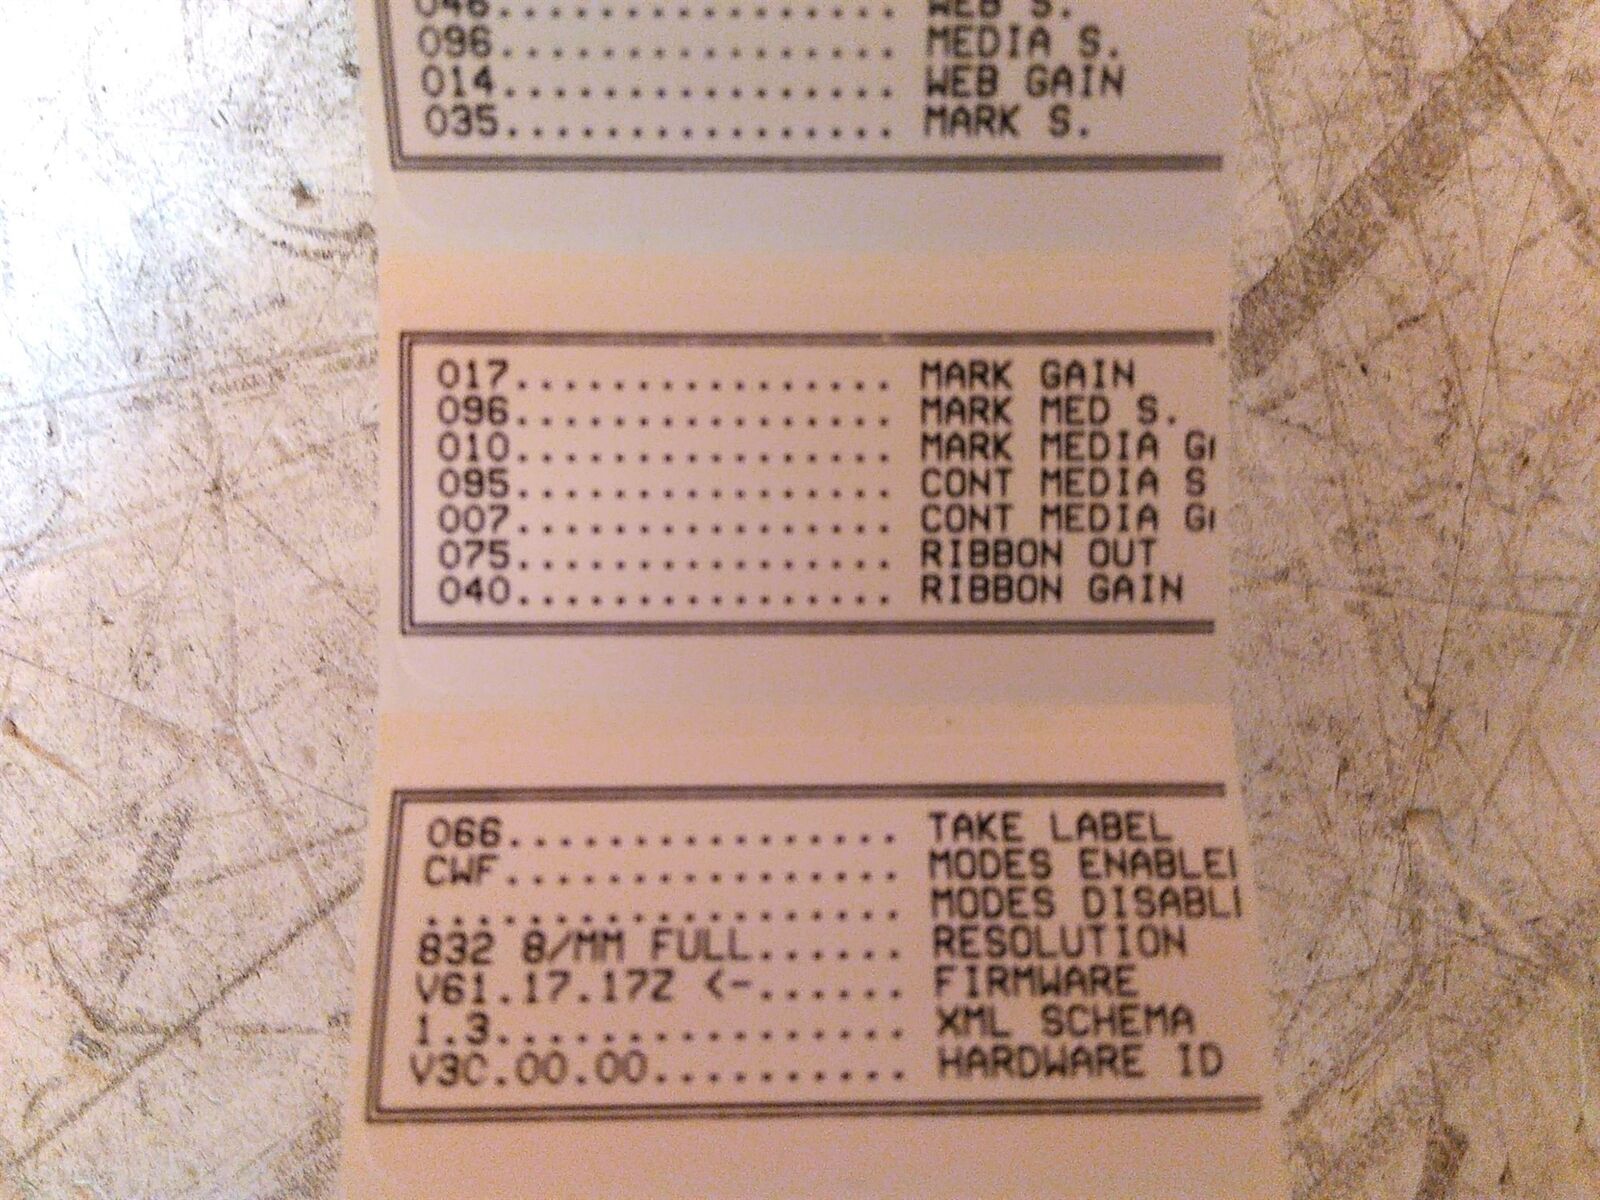 046................ WEB S.
096................ MEDIA S.
014................ WEB GAIN
035................ MARK S.
017................ MARK GAIN
096................ MARK MED S.
010................ MARK MEDIA
095................ CONT MEDIA S
007................ CONT MEDIA
075................ RIBBON OUT
040................ RIBBON GAIN
066................ TAKE LABEL
CWF................ MODES
.................... MODES
832 8/MM FULL...... RESOLUTION
V61.17.17Z <-...... FIRMWARE
1.3................. XML SCHEMA
V3C.00.00........... HARDWARE ID